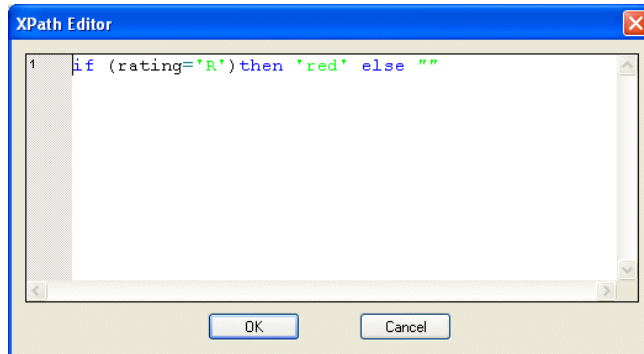 XPath Editor
1 if (rating='R')then 'red' else ""
OK Cancel